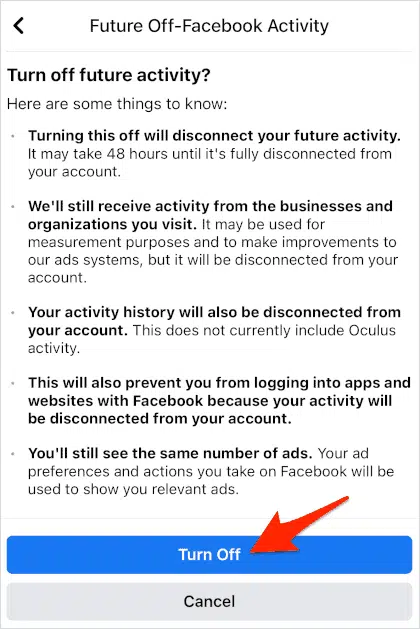 Future Off-Facebook Activity
Turn off future activity?
Here are some things to know:
• Turning this off will disconnect your future activity.
It may take 48 hours until it's fully disconnected from
your account.
• We'll still receive activity from the businesses and
organizations you visit. It may be used for
measurement purposes and to make improvements to
our ads systems, but it will be disconnected from your
account.
• Your activity history will also be disconnected from
your account. This does not currently include Oculus
activity.
• This will also prevent you from logging into apps and
websites with Facebook because your activity will
be disconnected from your account.
• You'll still see the same number of ads. Your ad
preferences and actions you take on Facebook will be
used to show you relevant ads.
Turn Off
Cancel